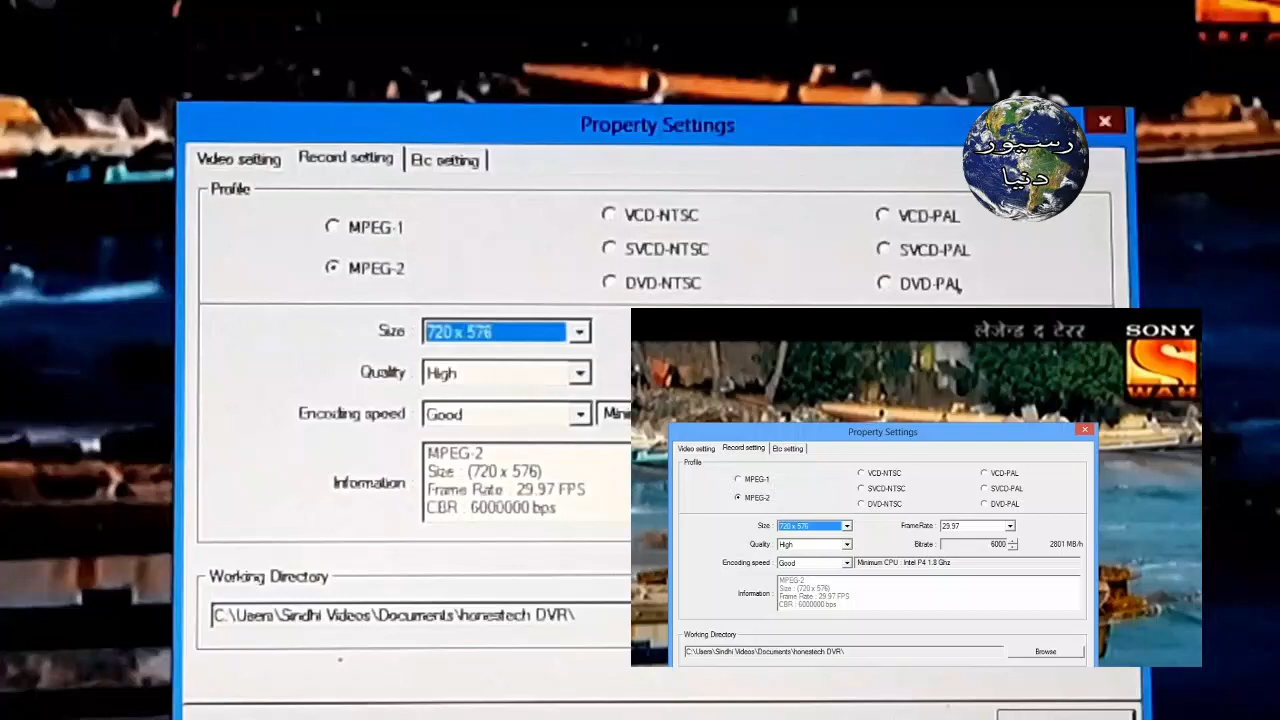 Property Settings
Video setting
Record setting
Etc setting
رسیور
دنیا
Profile
MPEG-1
MPEG-2
VCD-NTSC
SVCD-NTSC
DVD-NTSC
VCD-PAL
SVCD-PAL
DVD-PAL
Size :
720 x 576
Quality :
High
Encoding speed :
Good
Mini
Information :
MPEG-2
Size : (720 x 576)
Frame Rate : 29.97 FPS
CBR : 6000000 bps
Working Directory
C:\Users\Sindhi Videos\Documents\honestech DVR\
लेजेन्ड द टेरर
SONY
WAH
Property Settings
Video setting
Record setting
Etc setting
Profile
MPEG-1
MPEG-2
VCD-NTSC
SVCD-NTSC
DVD-NTSC
VCD-PAL
SVCD-PAL
DVD-PAL
Size :
720 x 576
FrameRate :
29.97
Quality :
High
Bitrate :
6000
2801 MB/h
Encoding speed :
Good
Minimum CPU : Intel P4 1.8 Ghz
Information :
MPEG-2
Size : (720 x 576)
Frame Rate : 29.97 FPS
CBR : 6000000 bps
Working Directory
C:\Users\Sindhi Videos\Documents\honestech DVR\
Browse